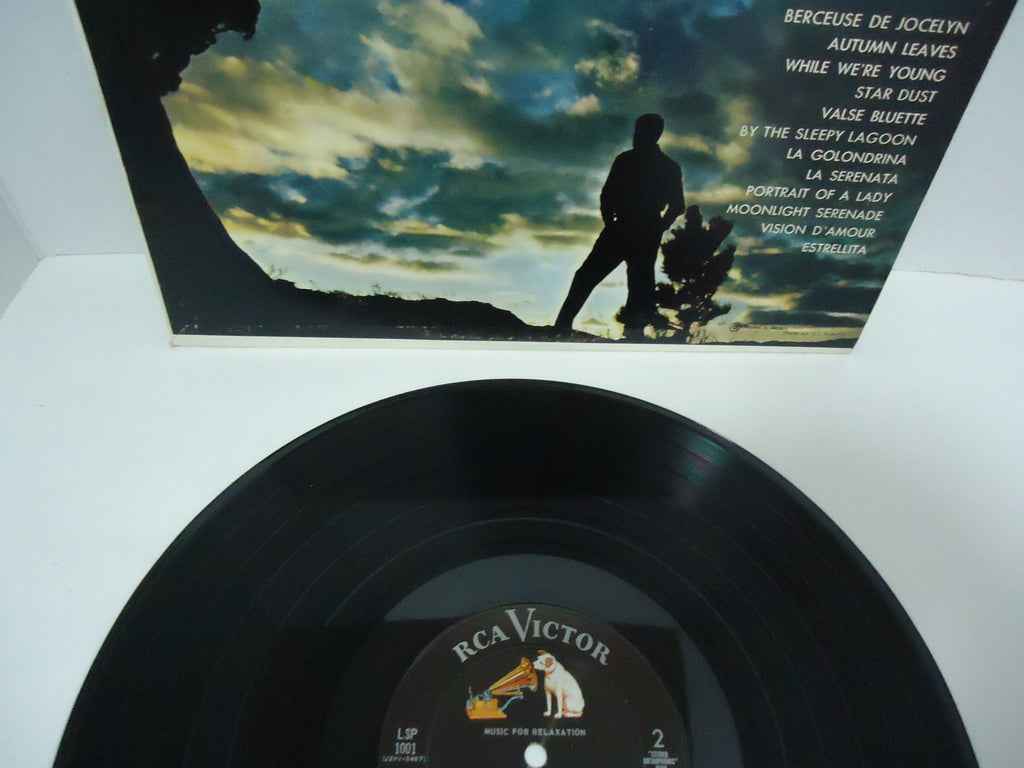 BERCEUSE DE JOCELYN
AUTUMN LEAVES
WHILE WE'RE YOUNG
STAR DUST
VALSE BLUETTE
BY THE SLEEPY LAGOON
LA GOLONDRINA
LA SERENATA
PORTRAIT OF A LADY
MOONLIGHT SERENADE
VISION D'AMOUR
ESTRELLITA
RCA VICTOR
MUSIC FOR RELAXATION
LSP
1001
2